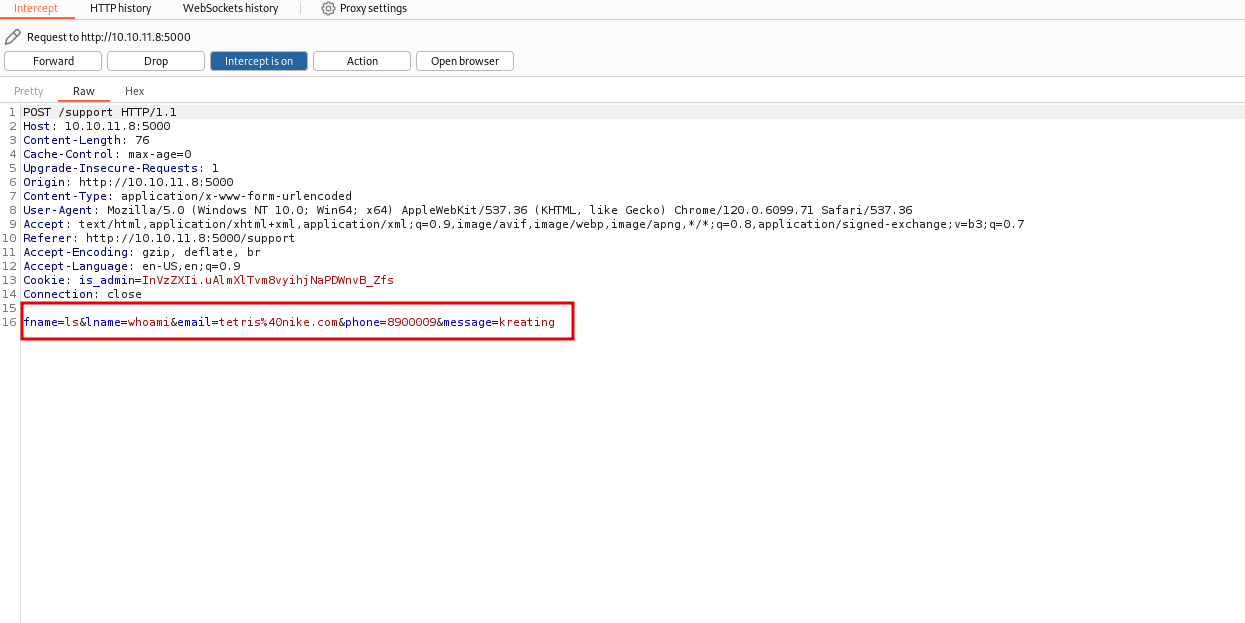 Intercept HTTP history WebSockets history Proxy settings
Request to http://10.10.11.8:5000
Forward Drop Intercept is on Action Open browser
Pretty Raw Hex
1 POST /support HTTP/1.1
2 Host: 10.10.11.8:5000
3 Content-Length: 76
4 Cache-Control: max-age=0
5 Upgrade-Insecure-Requests: 1
6 Origin: http://10.10.11.8:5000
7 Content-Type: application/x-www-form-urlencoded
8 User-Agent: Mozilla/5.0 (Windows NT 10.0; Win64; x64) AppleWebKit/537.36 (KHTML, like Gecko) Chrome/120.0.6099.71 Safari/537.36
9 Accept: text/html,application/xhtml+xml,application/xml;q=0.9,image/avif,image/webp,image/apng,*/*;q=0.8,application/signed-exchange;v=b3;q=0.7
10 Referer: http://10.10.11.8:5000/support
11 Accept-Encoding: gzip, deflate, br
12 Accept-Language: en-US,en;q=0.9
13 Cookie: is_admin=InVzZXIi.uAlmXlTvm8vyihjNaPDWnvB_Zfs
14 Connection: close
15
16 fname=ls&lname=whoami&email=tetris%40nike.com&phone=8900009&message=kreating